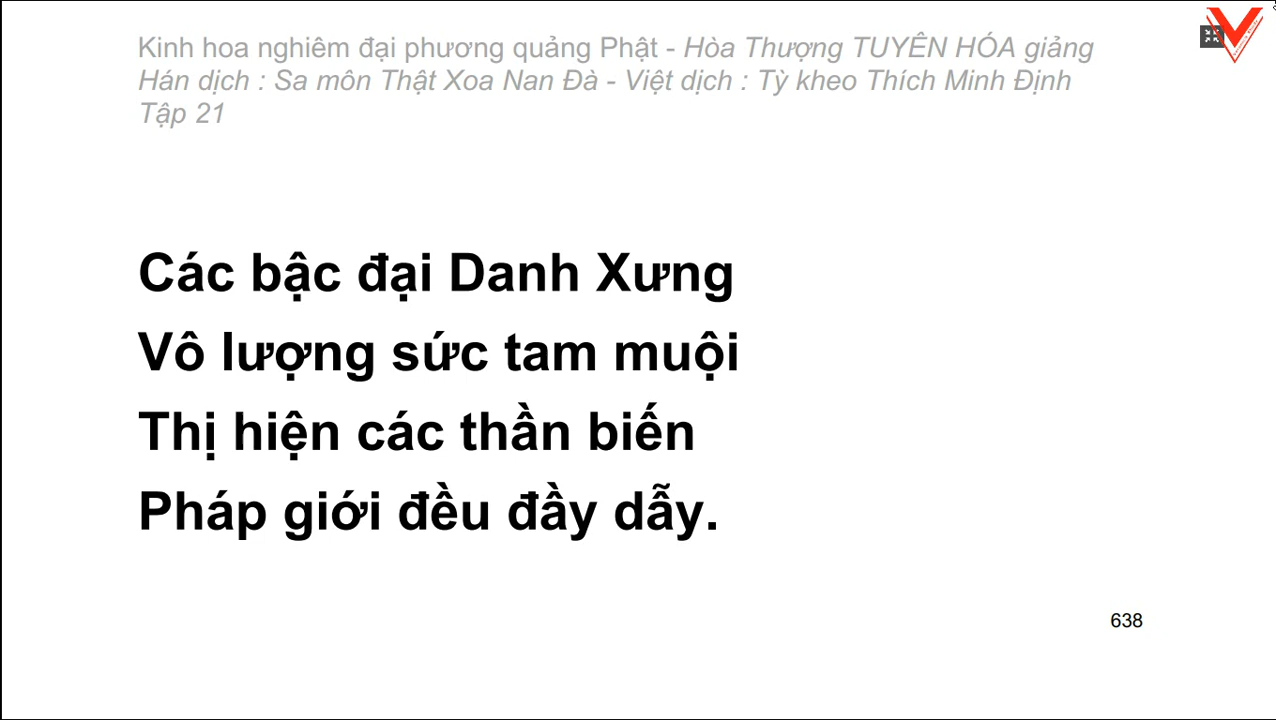 Kinh hoa nghiêm đại phương quảng Phật - Hòa Thượng TUYÊN HÓA giảng
Hán dịch : Sa môn Thật Xoa Nan Đà - Việt dịch : Tỳ kheo Thích Minh Định
Tập 21
Các bậc đại Danh Xưng
Vô lượng sức tam muội
Thị hiện các thần biến
Pháp giới đều đầy dẫy.
638